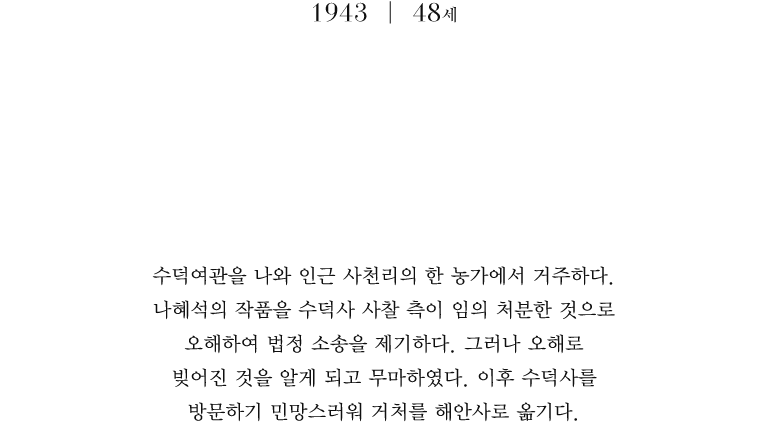 1943 | 48세
수덕여관을 나와 인근 사천리의 한 농가에서 거주하다.
나혜석의 작품을 수덕사 사찰 측이 임의 처분한 것으로
오해하여 법정 소송을 제기하다. 그러나 오해로
빚어진 것을 알게 되고 무마하였다. 이후 수덕사를
방문하기 민망스러워 거처를 해안사로 옮기다.